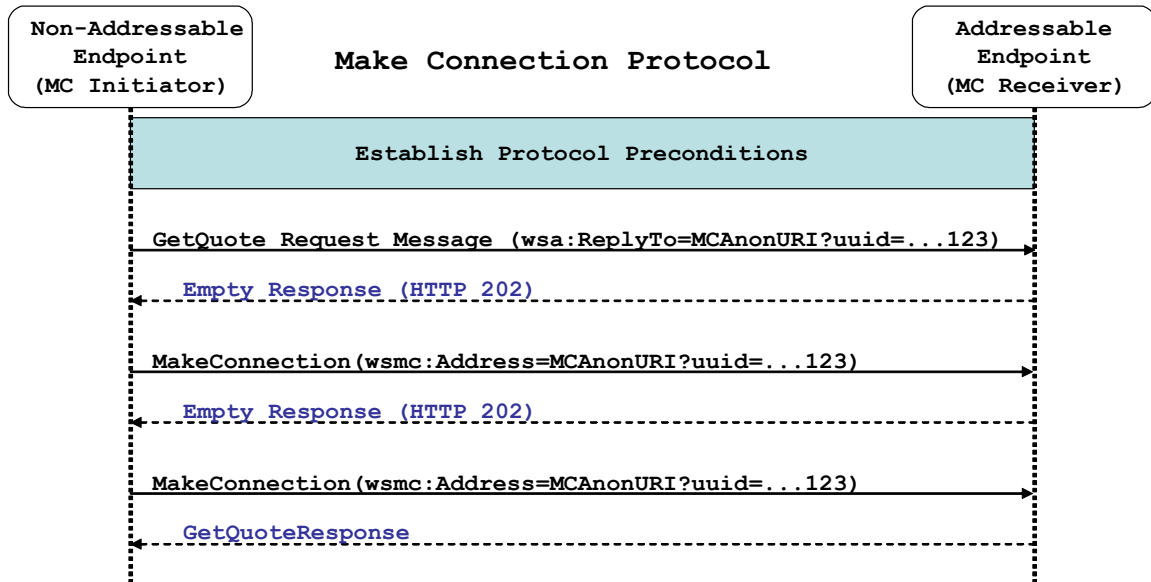 Non-Addressable
Endpoint
(MC Initiator)
Make Connection Protocol
Addressable
Endpoint
(MC Receiver)
Establish Protocol Preconditions
GetQuote Request Message (wsa:ReplyTo=MCAnonURI?uuid=...123)
Empty Response (HTTP 202)
MakeConnection(wsmc:Address=MCAnonURI?uuid=...123)
Empty Response (HTTP 202)
MakeConnection(wsmc:Address=MCAnonURI?uuid=...123)
GetQuoteResponse